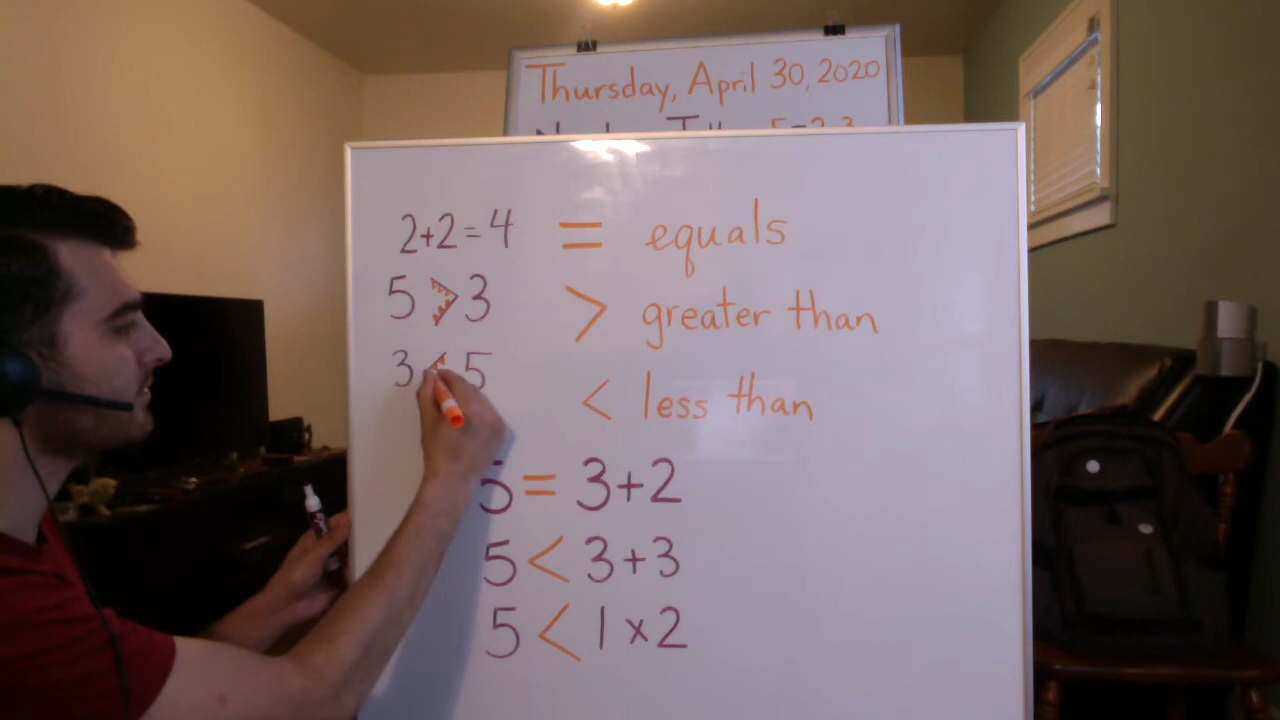 Thursday, April 30, 2020
2+2=4 = equals
5 > 3 > greater than
3 < 5 < less than
5 = 3+2
5 < 3+3
5 < 1×2